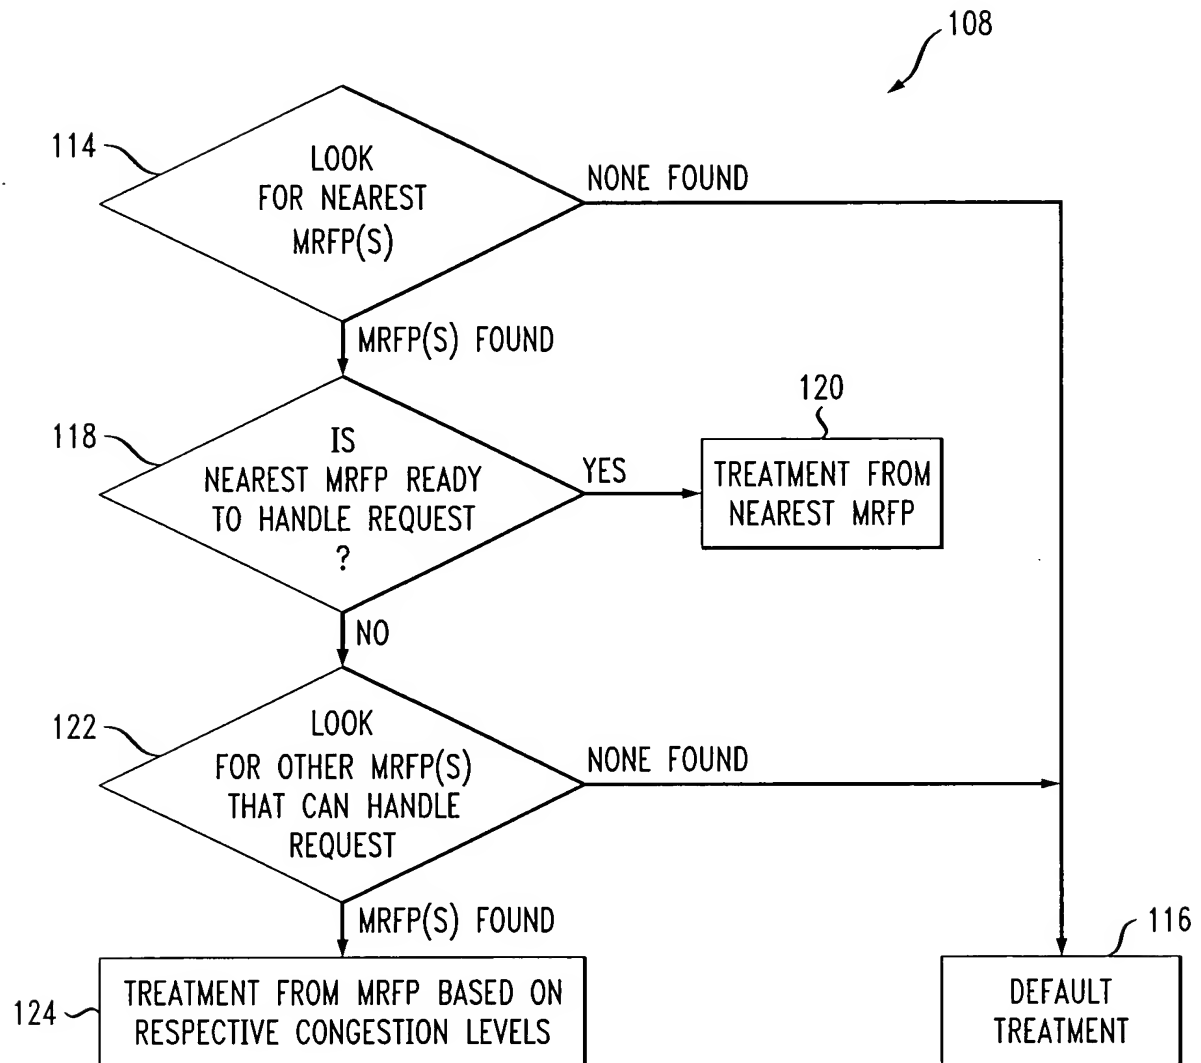 108
114
LOOK
FOR NEAREST
MRFP(S)
NONE FOUND
MRFP(S) FOUND
118
IS
NEAREST MRFP READY
TO HANDLE REQUEST
?
YES
120
TREATMENT FROM
NEAREST MRFP
NO
122
LOOK
FOR OTHER MRFP(S)
THAT CAN HANDLE
REQUEST
NONE FOUND
MRFP(S) FOUND
124
TREATMENT FROM MRFP BASED ON
RESPECTIVE CONGESTION LEVELS
116
DEFAULT
TREATMENT